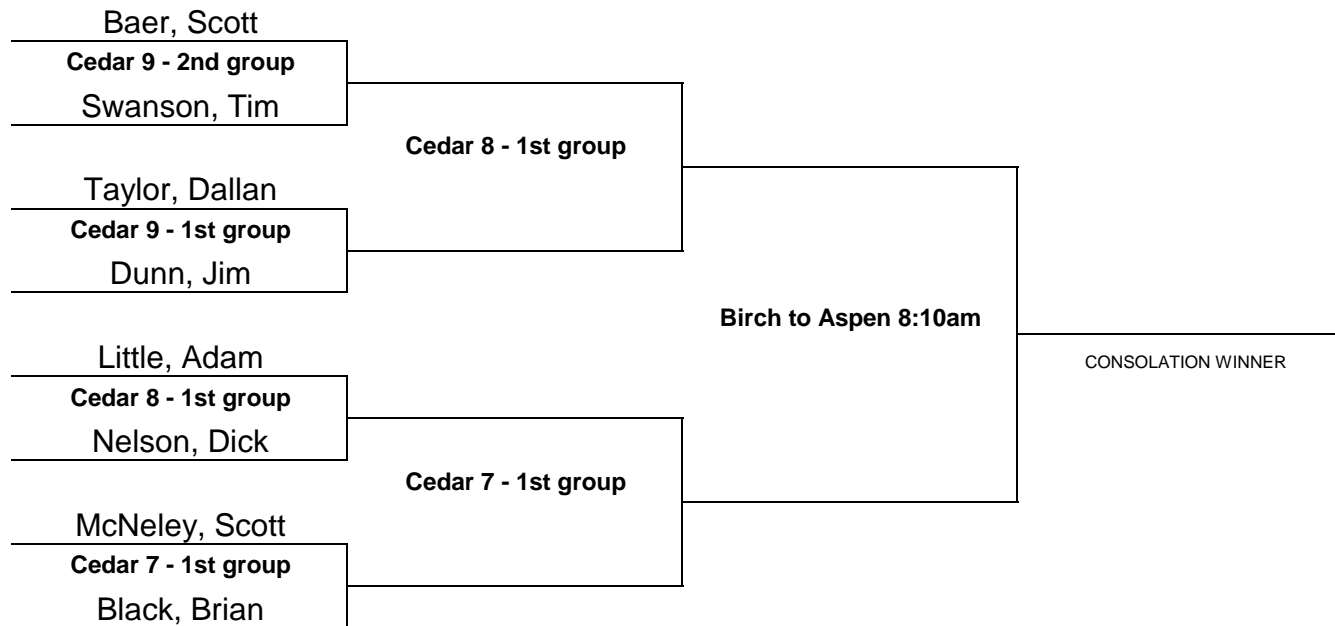 Baer, Scott
Cedar 9 - 2nd group
Swanson, Tim
Cedar 8 - 1st group
Taylor, Dallan
Cedar 9 - 1st group
Dunn, Jim
Birch to Aspen 8:10am
Little, Adam
CONSOLATION WINNER
Cedar 8 - 1st group
Nelson, Dick
Cedar 7 - 1st group
McNeley, Scott
Cedar 7 - 1st group
Black, Brian